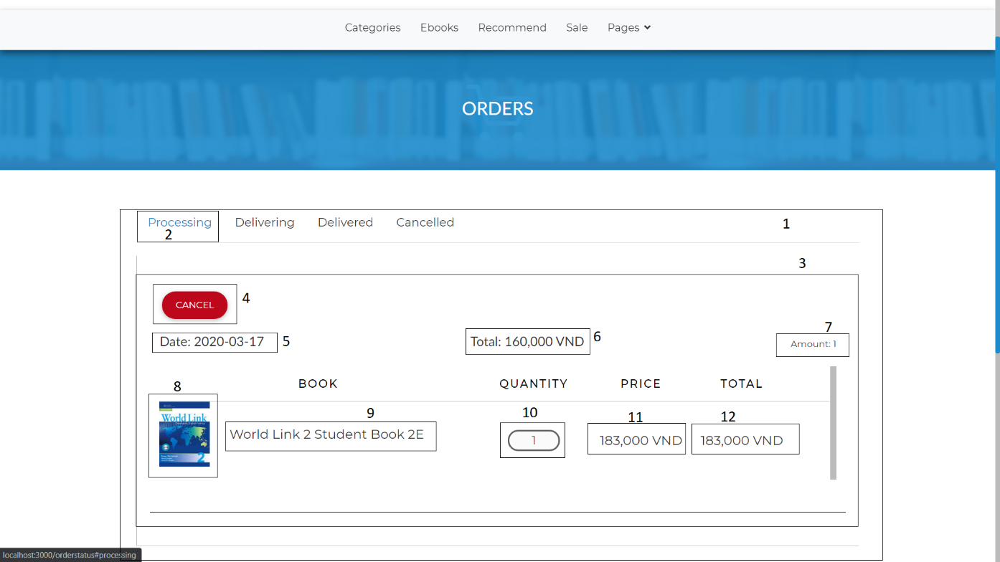 Categories Ebooks Recommend Sale Pages
ORDERS
Processing Delivering Delivered Cancelled 1
2
3
CANCEL 4
7
Date: 2020-03-17 5 Total: 160,000 VND 6 Amount: 1
8 BOOK QUANTITY PRICE TOTAL
9 10 11 12
World Link
World Link 2 Student Book 2E 1 183,000 VND 183,000 VND
2
localhost:3000/orderstatus#processing